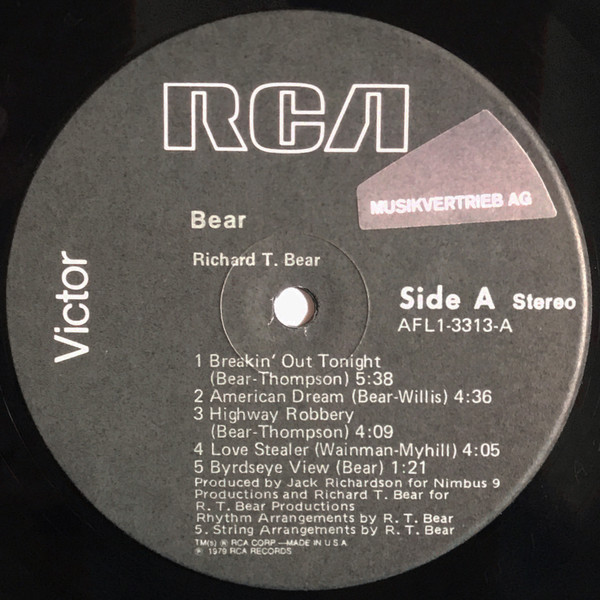 RCA
MUSIKVERTRIEB AG
Bear
Richard T. Bear
Victor
Side A Stereo
AFL1-3313-A
1 Breakin' Out Tonight
(Bear-Thompson) 5:38
2 American Dream (Bear-Willis) 4:36
3 Highway Robbery
(Bear-Thompson) 4:09
4 Love Stealer (Wainman-Myhill) 4:05
5 Byrdseye View (Bear) 1:21
Produced by Jack Richardson for Nimbus 9
Productions and Richard T. Bear for
R. T. Bear Productions
Rhythm Arrangements by R. T. Bear
5. String Arrangements by R. T. Bear
TM(s) ® RCA CORP.—MADE IN U.S.A.
℗ 1979 RCA RECORDS